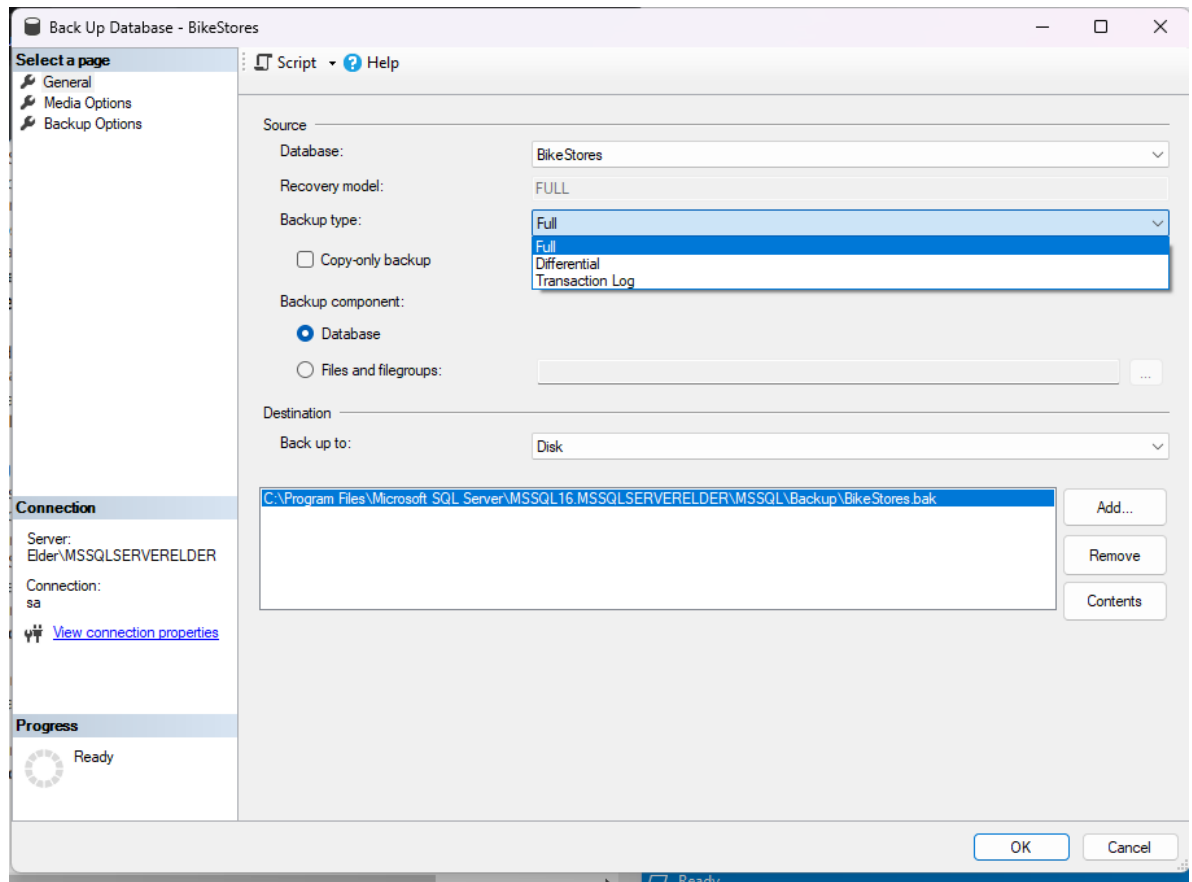 Back Up Database - BikeStores
Select a page
General
Media Options
Backup Options
Script
Help
Source
Database:
BikeStores
Recovery model:
FULL
Backup type:
Full
Full
Differential
Transaction Log
Copy-only backup
Backup component:
Database
Files and filegroups:
...
Destination
Back up to:
Disk
C:\Program Files\Microsoft SQL Server\MSSQL16.MSSQLSERVERELDER\MSSQL\Backup\BikeStores.bak
Add...
Remove
Contents
Connection
Server:
Elder\MSSQLSERVERELDER
Connection:
sa
View connection properties
Progress
Ready
OK
Cancel
Ready